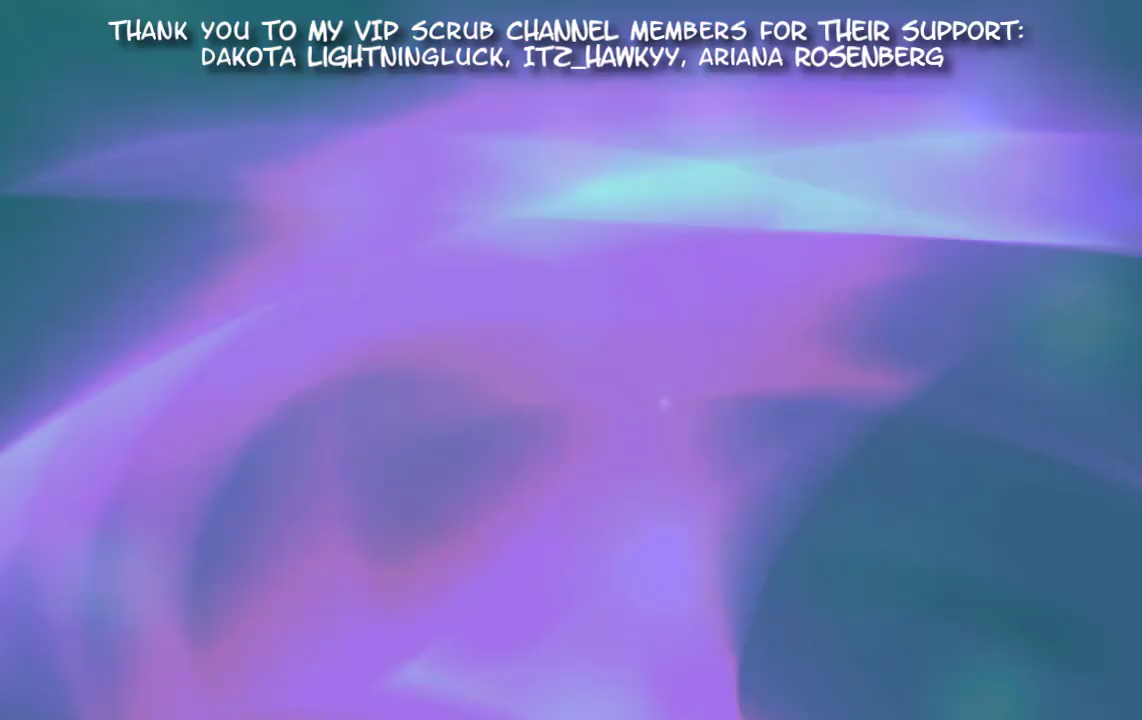 THANK YOU TO MY VIP SCRUB CHANNEL MEMBERS FOR THEIR SUPPORT:
DAKOTA LIGHTNINGLUCK, ITZ_HAWKYY, ARIANA ROSENBERG